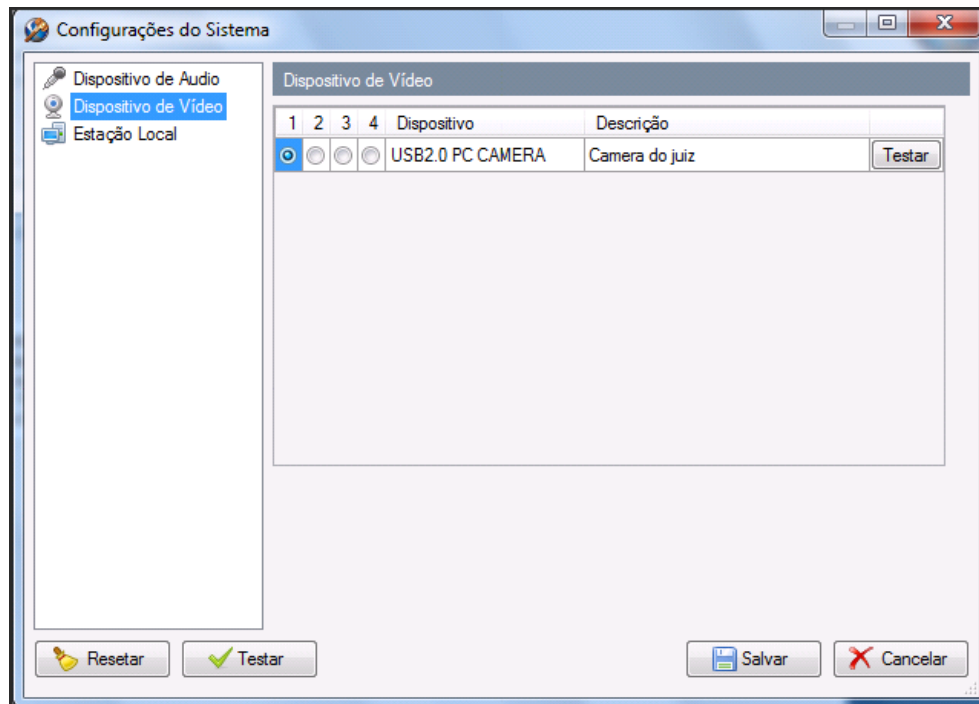 Configurações do Sistema
Dispositivo de Audio
Dispositivo de Vídeo
Estação Local
Dispositivo de Vídeo
1 2 3 4 Dispositivo Descrição
USB2.0 PC CAMERA Camera do juiz Testar
Resetar Testar Salvar Cancelar